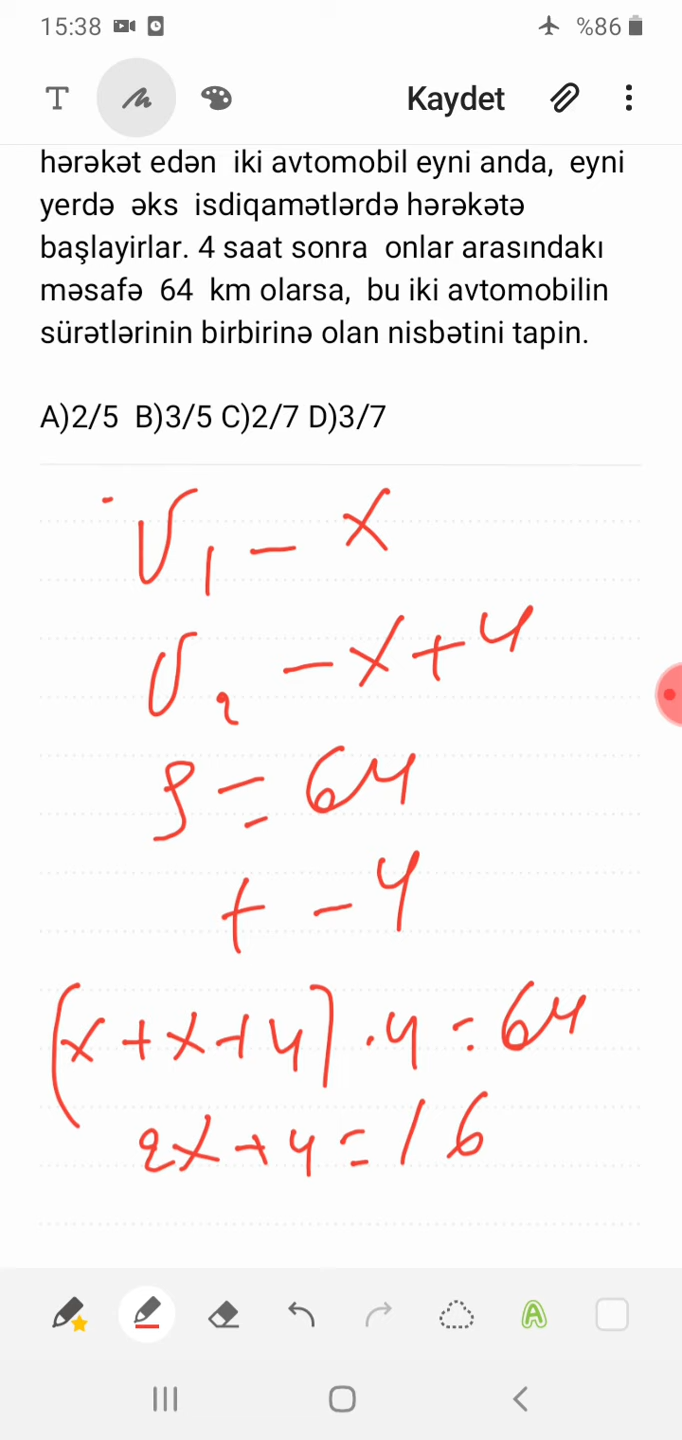 15:38 %86
T Kaydet
hərəkət edən iki avtomobil eyni anda, eyni
yerdə əks isdiqamətlərdə hərəkətə
başlayirlar. 4 saat sonra onlar arasındakı
məsafə 64 km olarsa, bu iki avtomobilin
sürətlərinin birbirinə olan nisbətini tapin.
A)2/5 B)3/5 C)2/7 D)3/7
V₁ - x
V₂ - x+4
S = 64
t - 4
(x+x+4).4=64
2x+4=16
A